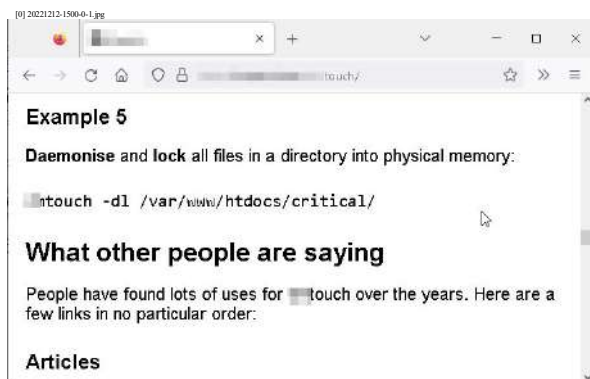 [0] 20221212-1500-0-1.jpg
touch/
Example 5
Daemonise and lock all files in a directory into physical memory:
touch -dl /var/www/htdocs/critical/
What other people are saying
People have found lots of uses for touch over the years. Here are a
few links in no particular order:
Articles